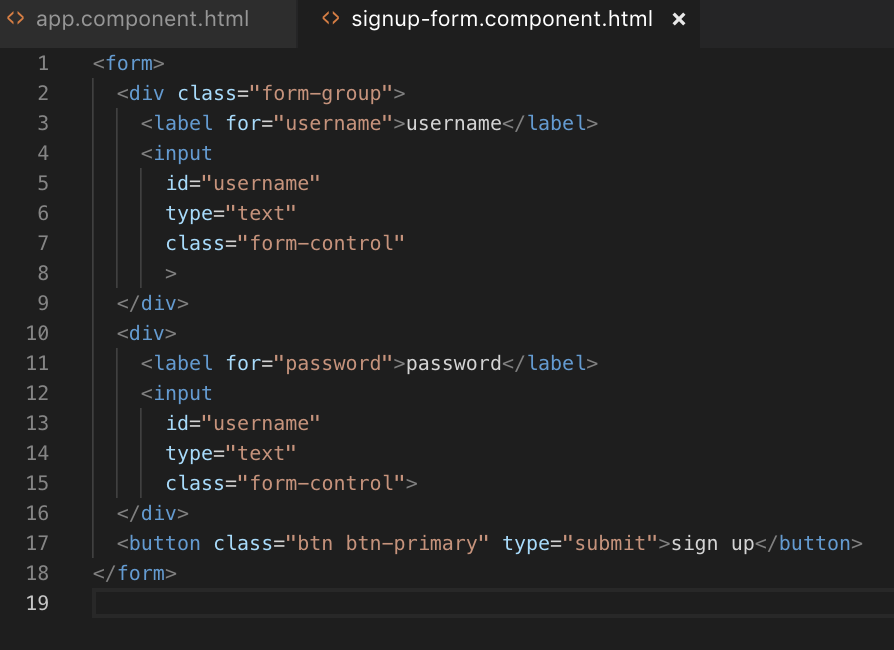 <> app.component.html <> signup-form.component.html ×
1 <form>
2 <div class="form-group">
3 <label for="username">username</label>
4 <input
5 id="username"
6 type="text"
7 class="form-control"
8 >
9 </div>
10 <div>
11 <label for="password">password</label>
12 <input
13 id="username"
14 type="text"
15 class="form-control">
16 </div>
17 <button class="btn btn-primary" type="submit">sign up</button>
18 </form>
19